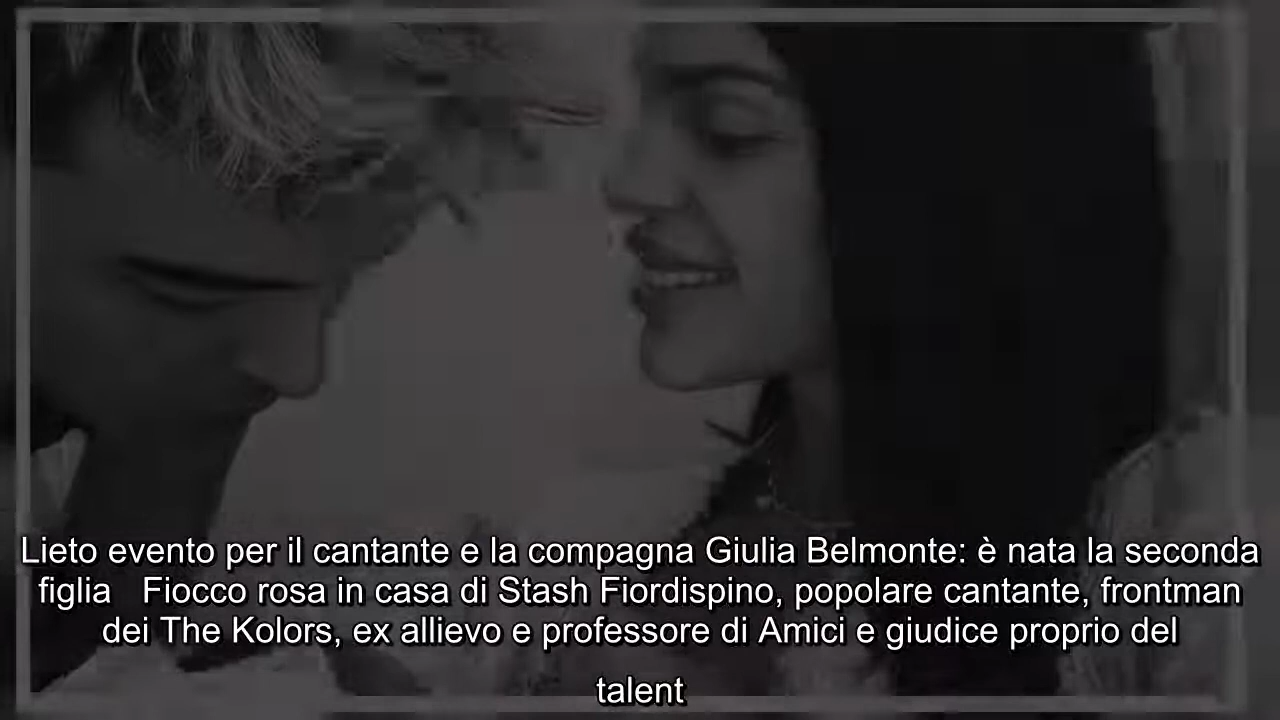 Lieto evento per il cantante e la compagna Giulia Belmonte: è nata la seconda
figlia   Fiocco rosa in casa di Stash Fiordispino, popolare cantante, frontman
dei The Kolors, ex allievo e professore di Amici e giudice proprio del
talent